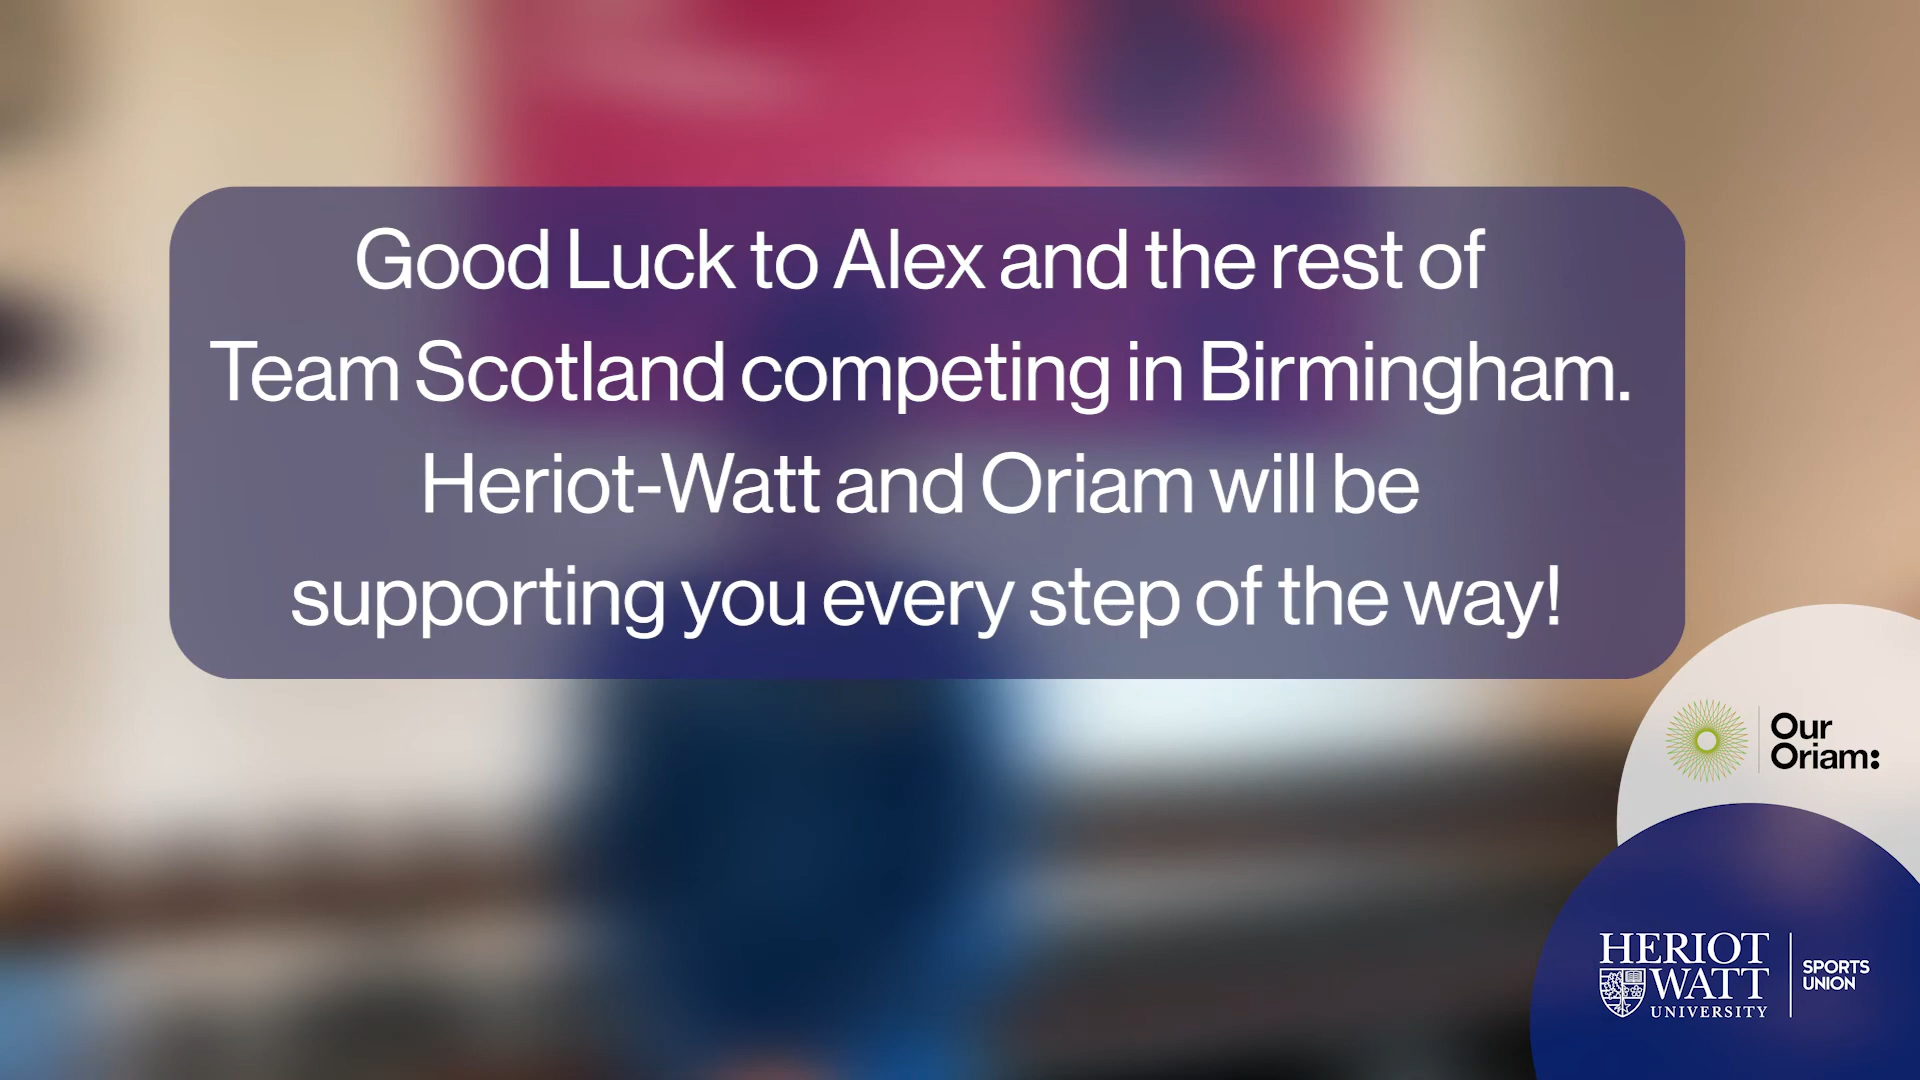 Good Luck to Alex and the rest of
Team Scotland competing in Birmingham.
Heriot-Watt and Oriam will be
supporting you every step of the way!
Our
Oriam:
HERIOT
WATT
UNIVERSITY
SPORTS
UNION